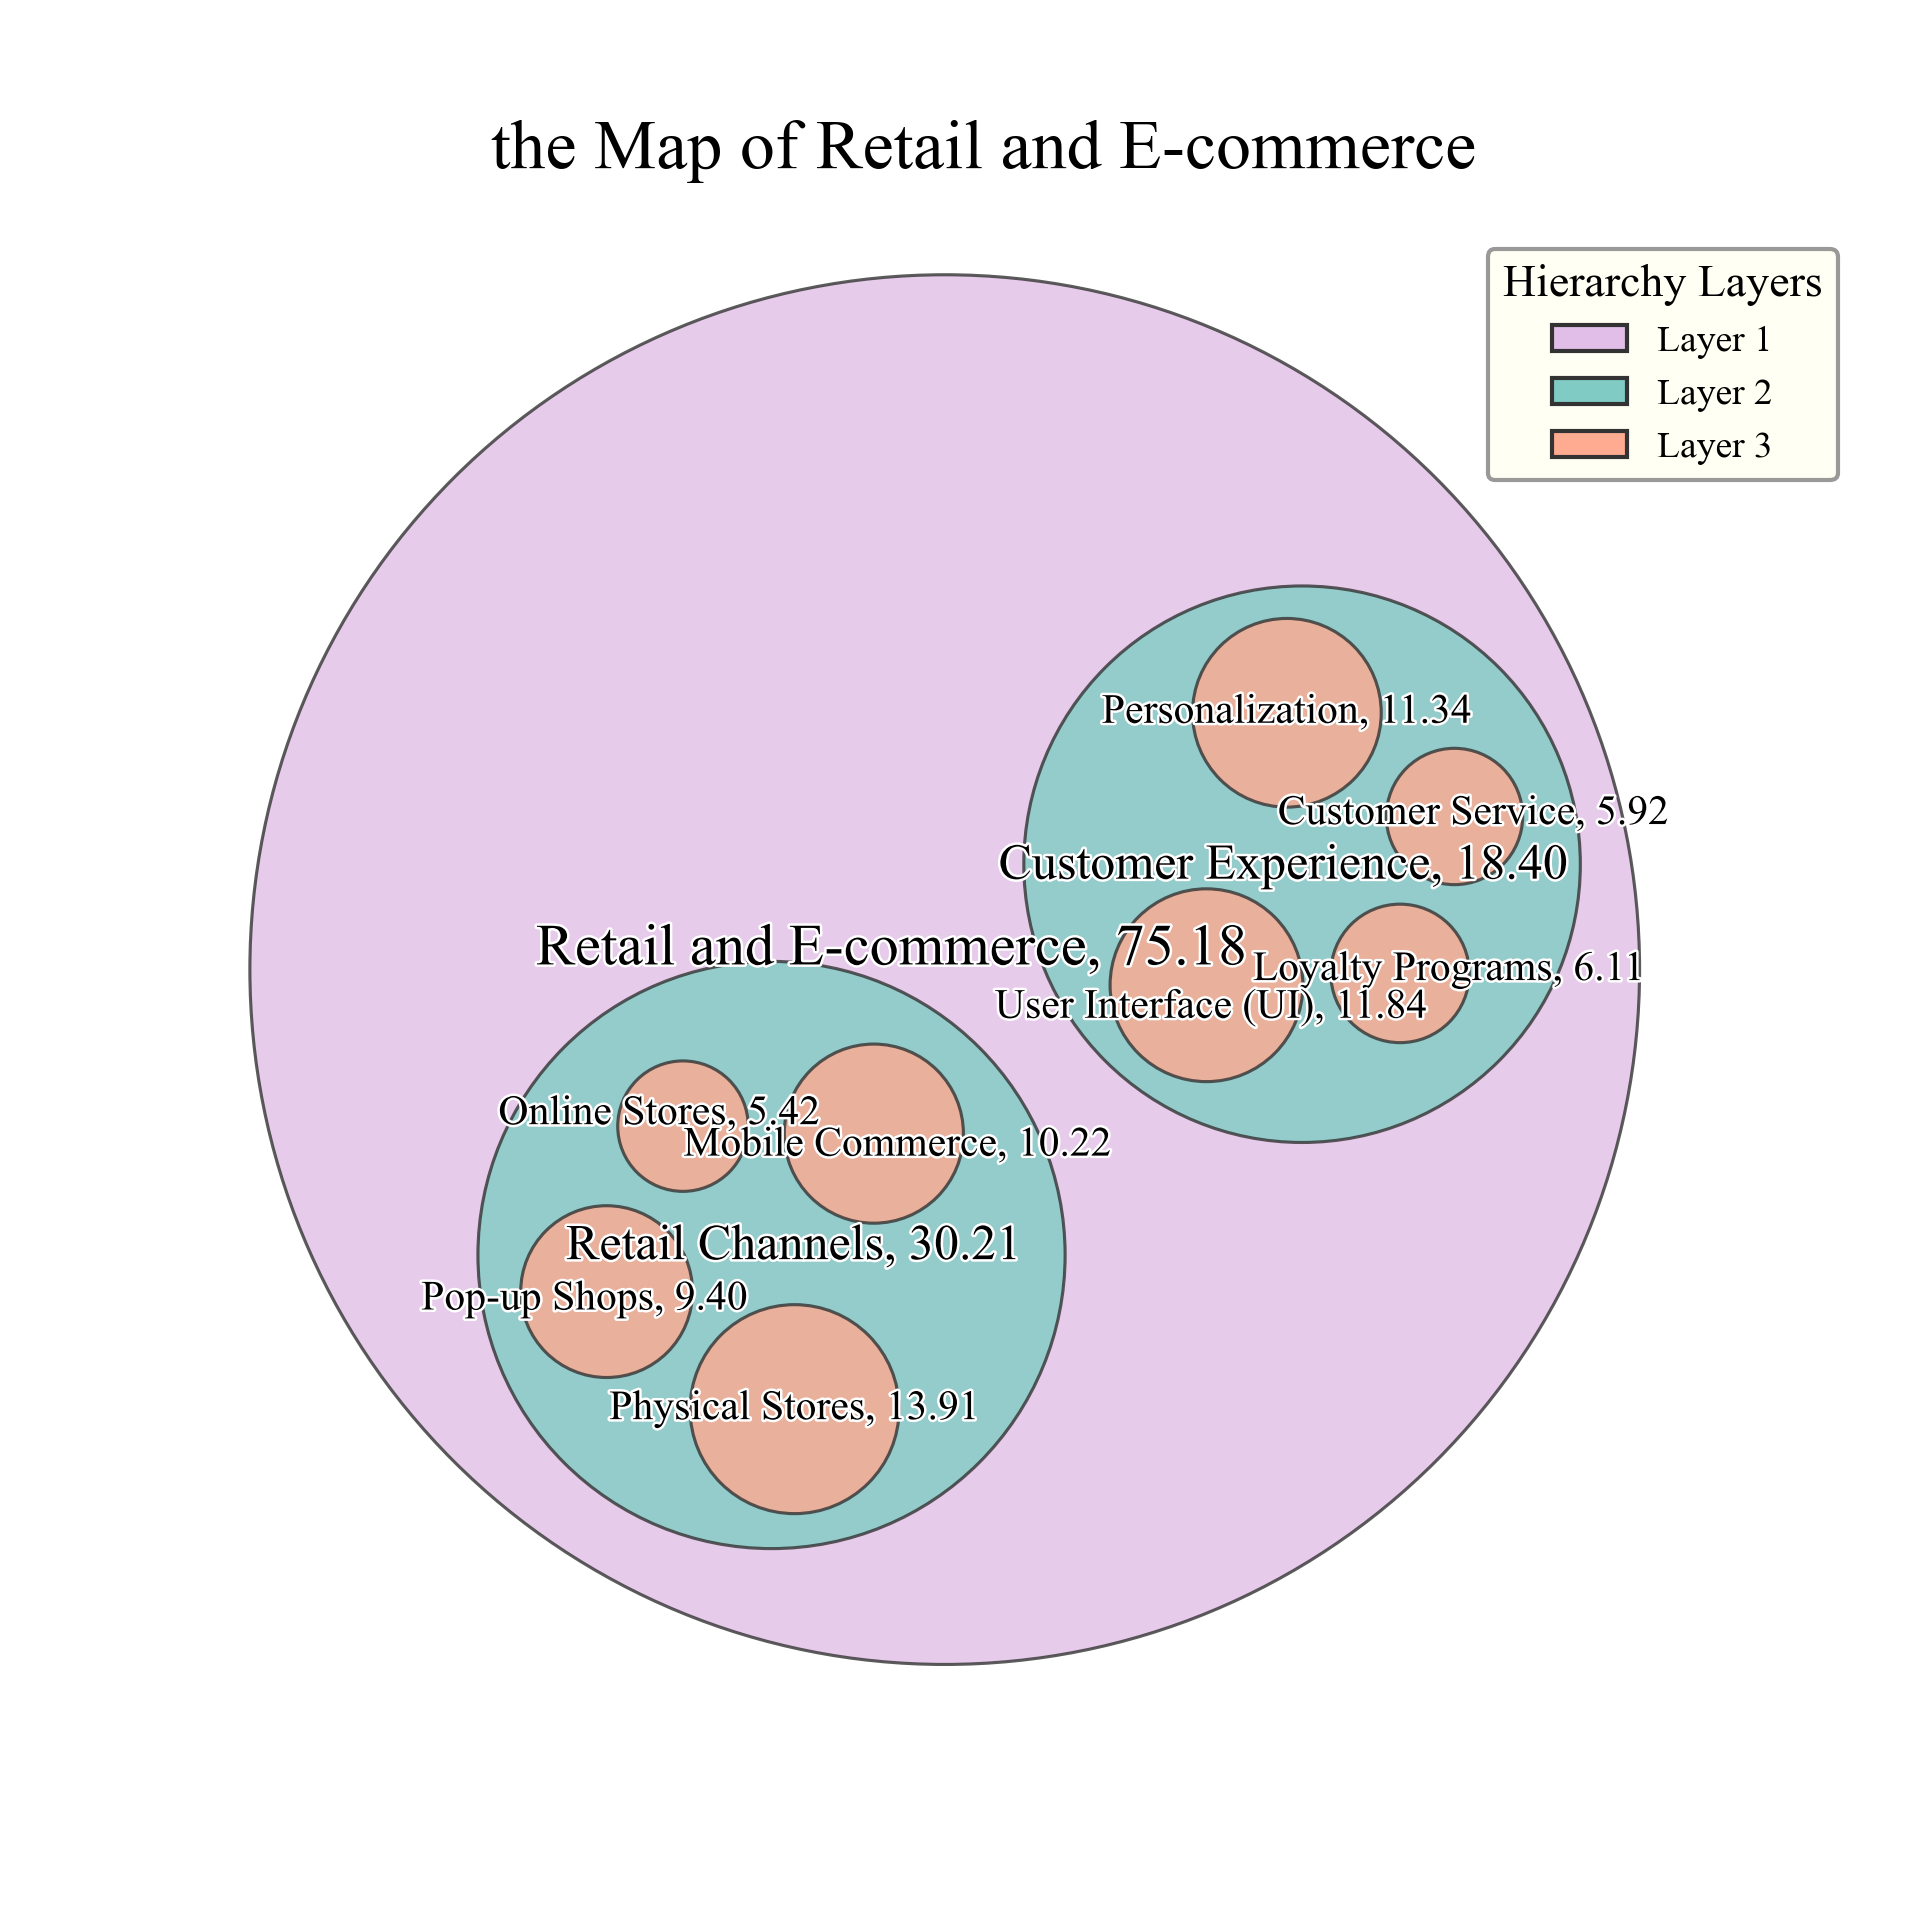 the Map of Retail and E-commerce
Hierarchy Layers
Layer 1
Layer 2
Layer 3
Personalization, 11.34
Customer Service, 5.92
Customer Experience, 18.40
Retail and E-commerce, 75.18
Loyalty Programs, 6.11
User Interface (UI), 11.84
Online Stores, 5.42
Mobile Commerce, 10.22
Retail Channels, 30.21
Pop-up Shops, 9.40
Physical Stores, 13.91